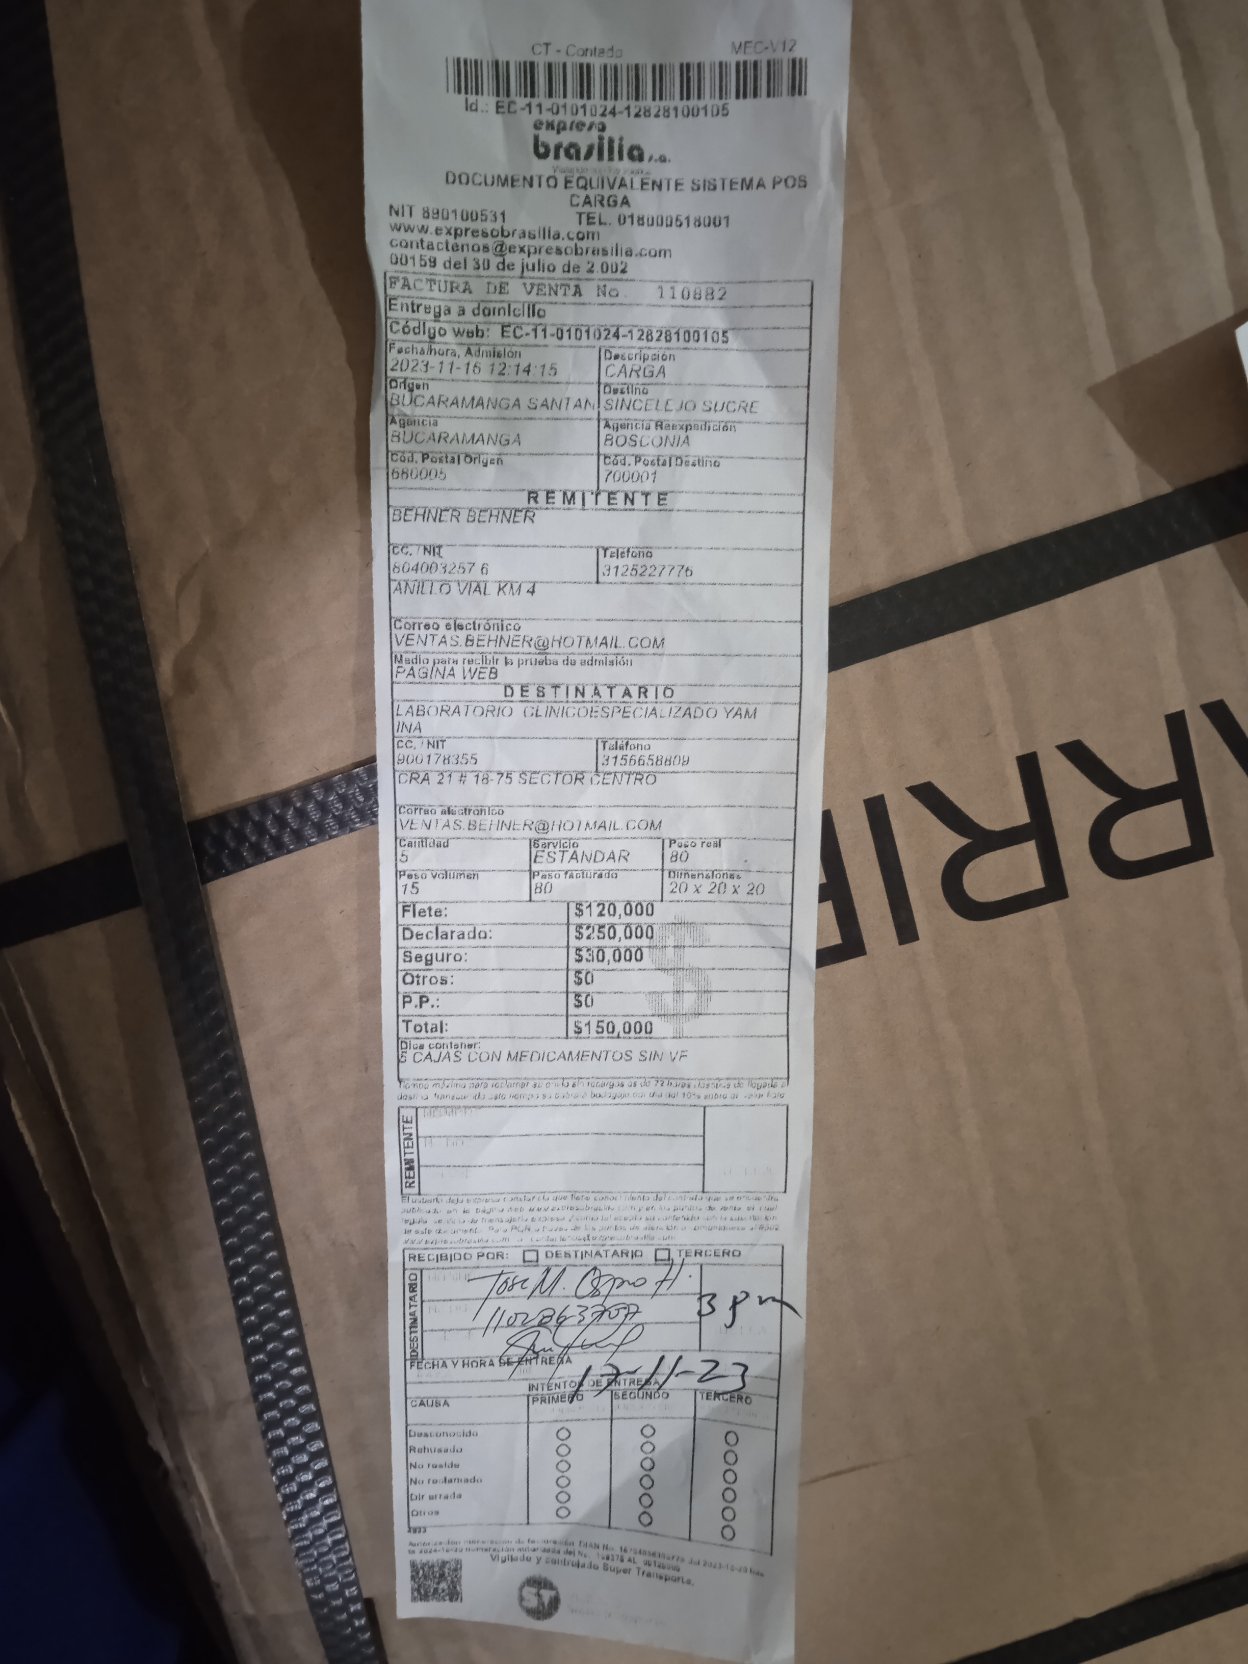 CT - Contado MEC-V12
Id.: EC-11-0101024-12828100105
expreso
brasilia s.a.
DOCUMENTO EQUIVALENTE SISTEMA POS
CARGA
NIT 890100531 TEL. 018000518001
www.expresobrasilia.com
contactenos@expresobrasilia.com
00159 del 30 de julio de 2.002
FACTURA DE VENTA No. 110882
Entrega a domicilio
Código web: EC-11-0101024-12828100105
Fecha/hora, Admisión Descripción
2023-11-16 12:14:15 CARGA
Origen Destino
BUCARAMANGA SANTAN SINCELEJO SUCRE
Agencia Agencia Reexpedición
BUCARAMANGA BOSCONIA
Cód. Postal Origen Cód. Postal Destino
680005 700001
REMITENTE
BEHNER BEHNER
CC. / NIT Teléfono
804003257 6 3125227776
ANILLO VIAL KM 4
Correo electrónico
VENTAS.BEHNER@HOTMAIL.COM
Medio para recibir la prueba de admisión
PAGINA WEB
DESTINATARIO
LABORATORIO CLINICOESPECIALIZADO YAM
INA
CC. / NIT Teléfono
900178355 3156658809
CRA 21 # 18-75 SECTOR CENTRO
Correo electronico
VENTAS.BEHNER@HOTMAIL.COM
Cantidad Servicio Peso real
5 ESTANDAR 80
Peso Volumen Peso facturado Dimensiones
15 80 20 x 20 x 20
Flete: $120,000
Declarado: $250,000
Seguro: $30,000
Otros: $0
P.P.: $0
Total: $150,000
Dice contener:
5 CAJAS CON MEDICAMENTOS SIN VF
REMITENTE
RECIBIDO POR: DESTINATARIO TERCERO
DESTINATARIO
Jose M. Ospino H.
1102863707
3 pm
FECHA Y HORA DE ENTREGA
17-11-23
INTENTOS DE ENTREGA
CAUSA PRIMERO SEGUNDO TERCERO
Desconocido
Rehusado
No reside
No reclamado
Dir errada
Otros
Vigilado y controlado Super Transporte.
ST
ARRIB